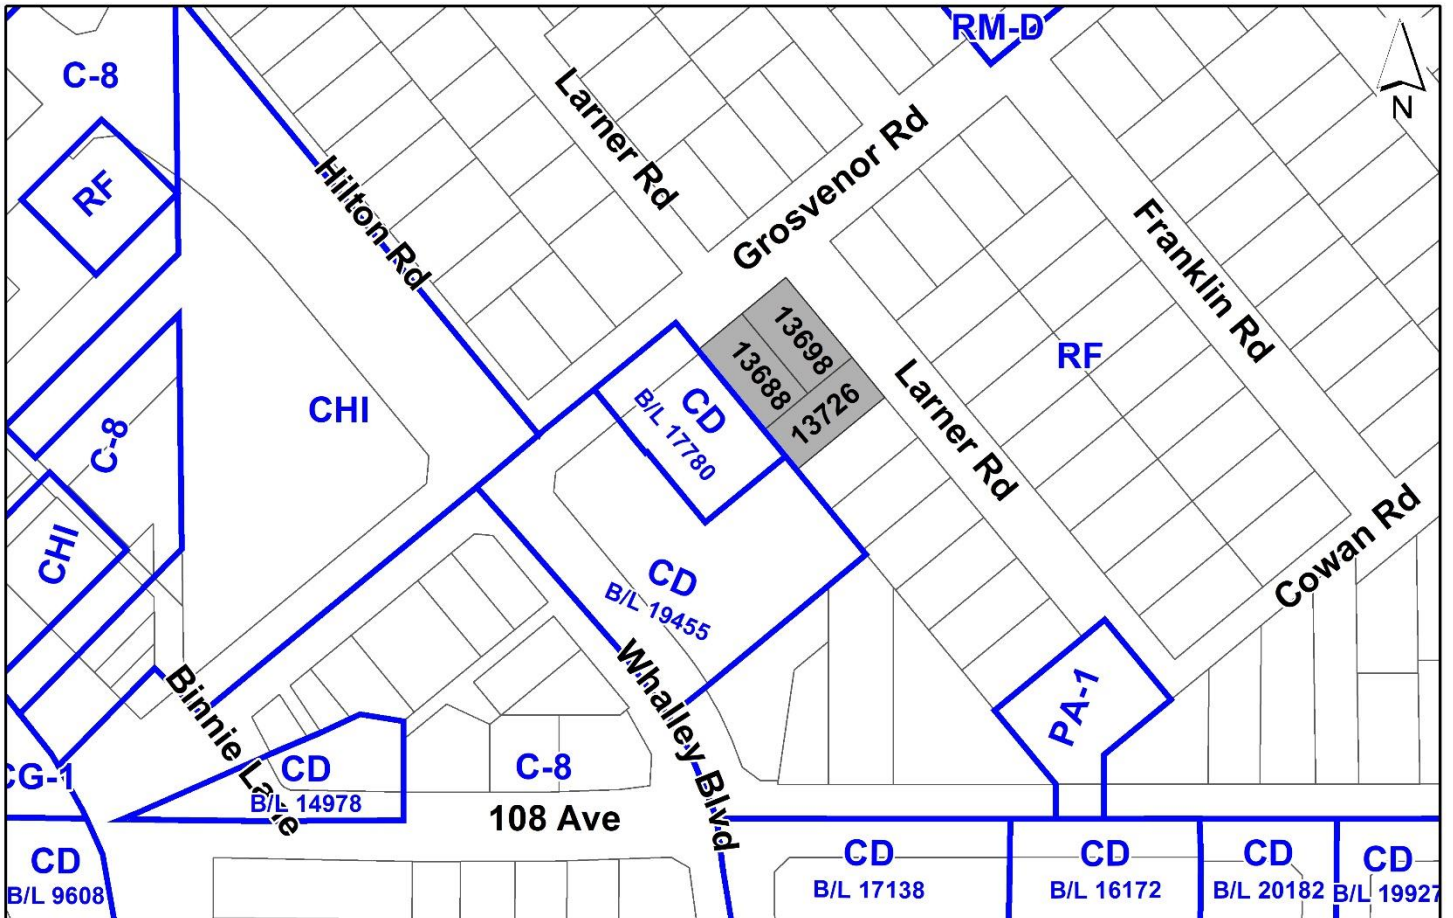 RM-D
C-8
N
Larner Rd
Grosvenor Rd
RF
Hilton Rd
Franklin Rd
13698
13688
13726
RF
CHI
CD
B/L 17780
Larner Rd
C-8
CHI
CD
B/L 19455
Cowan Rd
Binnie Lane
Whalley Blvd
PA-1
CG-1
CD
B/L 14978
C-8
108 Ave
CD
B/L 9608
CD
B/L 17138
CD
B/L 16172
CD
B/L 20182
CD
B/L 19927